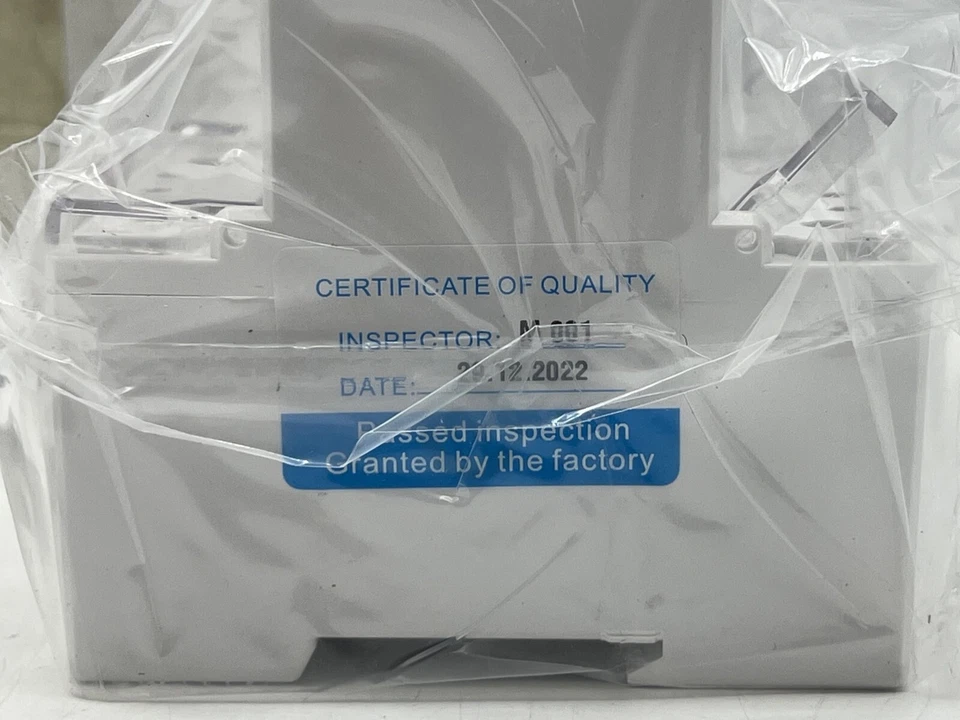 CERTIFICATE OF QUALITY
INSPECTOR: M 001
DATE: 29.12.2022
Passed inspection
Granted by the factory